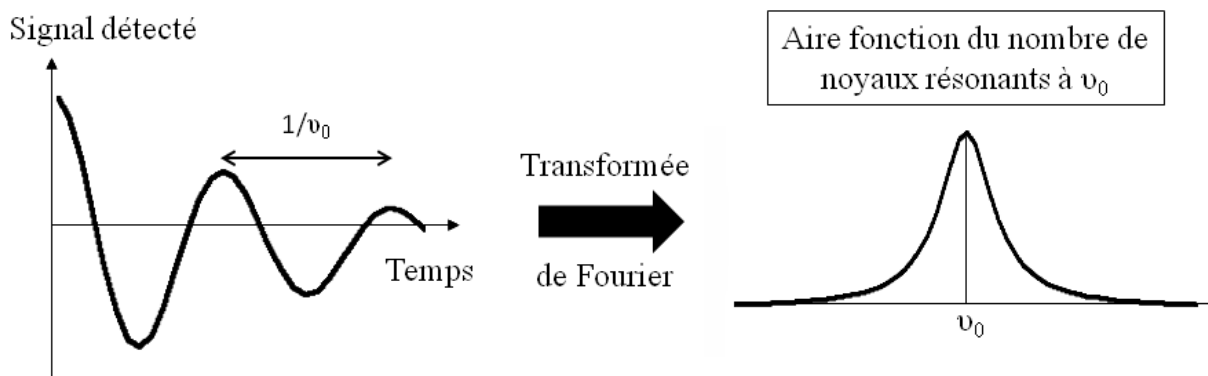 Signal détecté
1/υ₀
Temps
Transformée
de Fourier
Aire fonction du nombre de
noyaux résonants à υ₀
υ₀